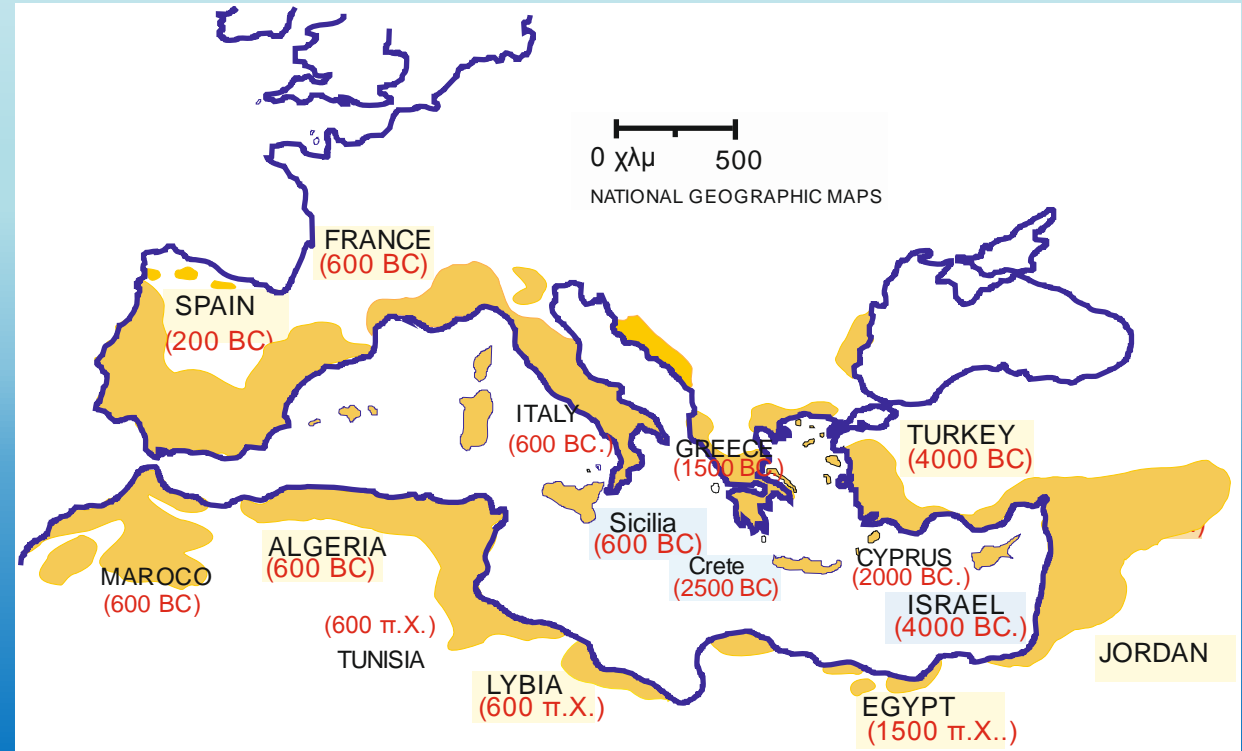 0 χλμ 500
NATIONAL GEOGRAPHIC MAPS
FRANCE
(600 BC)
SPAIN
(200 BC)
ITALY
(600 BC.)
GREECE
(1500 BC.)
TURKEY
(4000 BC)
Sicilia
(600 BC)
Crete
(2500 BC)
CYPRUS
(2000 BC.)
ISRAEL
(4000 BC.)
ALGERIA
(600 BC)
MAROCO
(600 BC)
(600 π.Χ.)
TUNISIA
LYBIA
(600 π.Χ.)
EGYPT
(1500 π.Χ..)
JORDAN